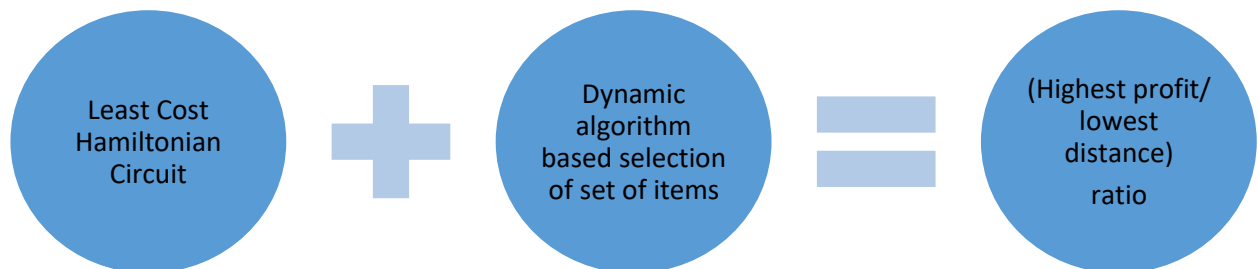 Least Cost
Hamiltonian
Circuit
Dynamic
algorithm
based selection
of set of items
(Highest profit/
lowest
distance)
ratio